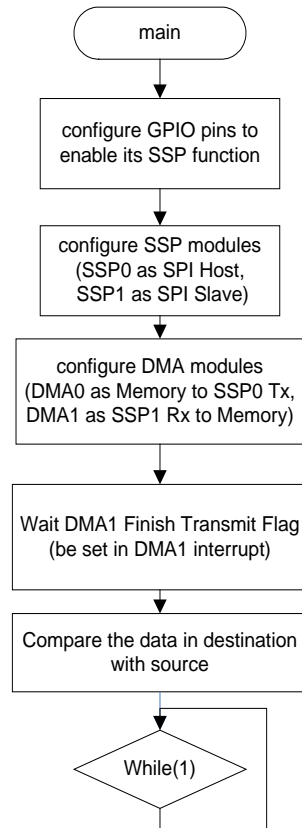 main
configure GPIO pins to
enable its SSP function
configure SSP modules
(SSP0 as SPI Host,
SSP1 as SPI Slave)
configure DMA modules
(DMA0 as Memory to SSP0 Tx,
DMA1 as SSP1 Rx to Memory)
Wait DMA1 Finish Transmit Flag
(be set in DMA1 interrupt)
Compare the data in destination
with source
While(1)